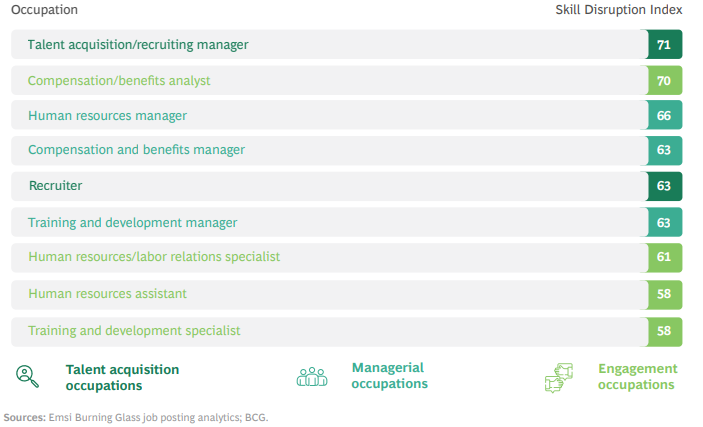 Occupation Skill Disruption Index
Talent acquisition/recruiting manager 71
Compensation/benefits analyst 70
Human resources manager 66
Compensation and benefits manager 63
Recruiter 63
Training and development manager 63
Human resources/labor relations specialist 61
Human resources assistant 58
Training and development specialist 58
Talent acquisition
occupations
Managerial
occupations
Engagement
occupations
Sources: Emsi Burning Glass job posting analytics; BCG.